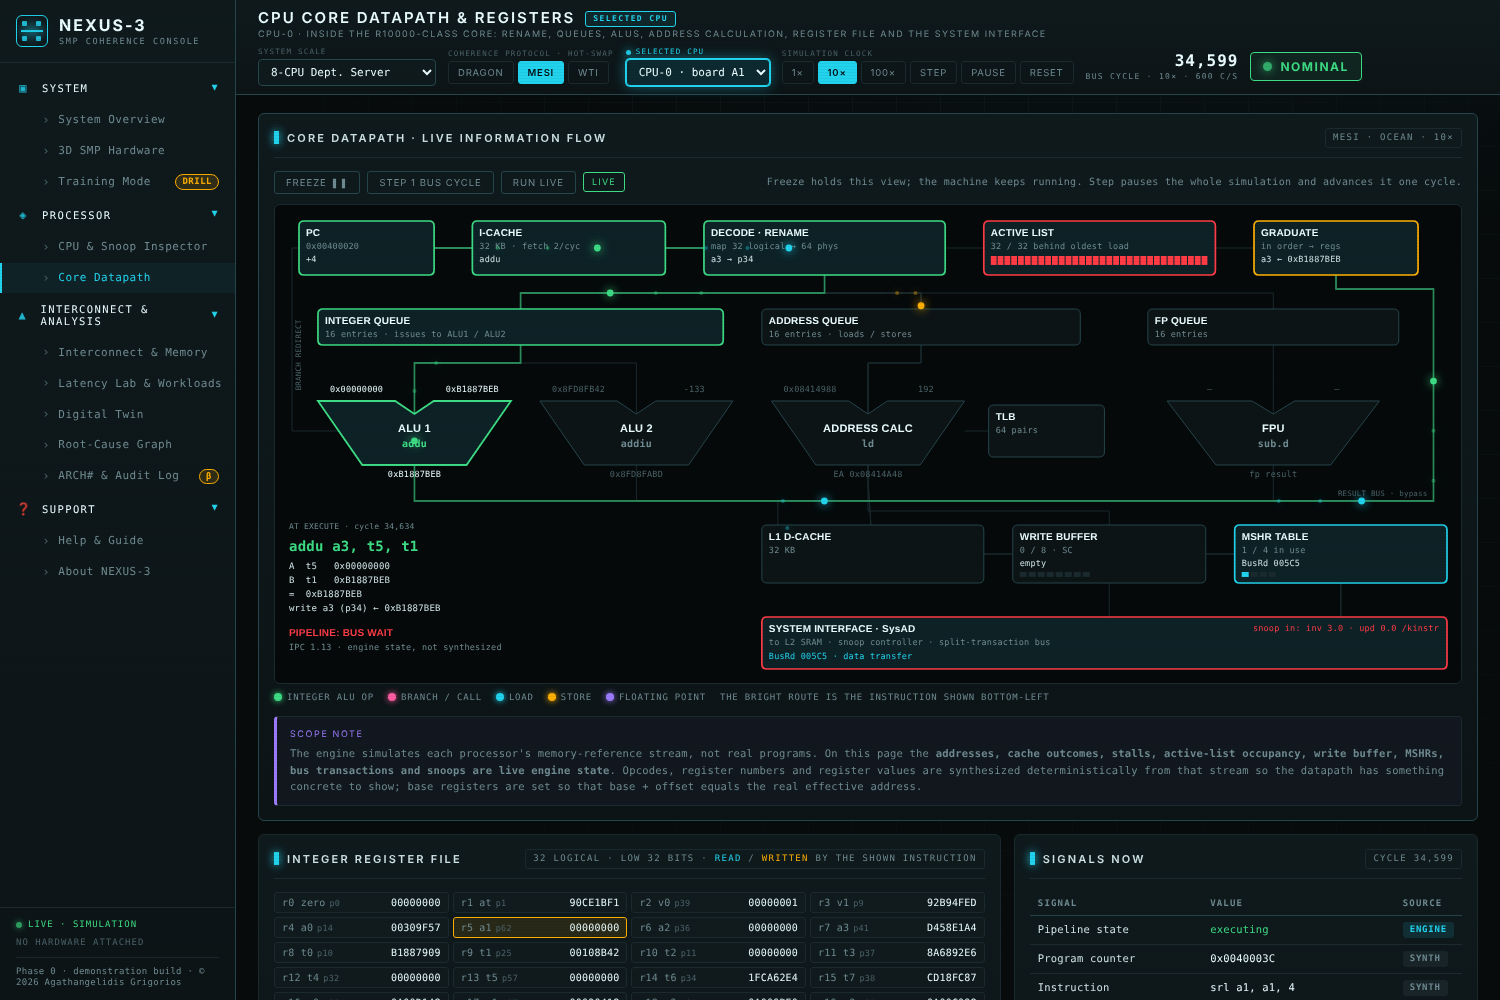 NEXUS-3
SMP COHERENCE CONSOLE
SYSTEM
System Overview
3D SMP Hardware
Training Mode DRILL
PROCESSOR
CPU & Snoop Inspector
Core Datapath
INTERCONNECT & ANALYSIS
Interconnect & Memory
Latency Lab & Workloads
Digital Twin
Root-Cause Graph
ARCH# & Audit Log β
SUPPORT
Help & Guide
About NEXUS-3
LIVE · SIMULATION
NO HARDWARE ATTACHED
Phase 0 · demonstration build · ©
2026 Agathangelidis Grigorios
CPU CORE DATAPATH & REGISTERS SELECTED CPU
CPU-0 · INSIDE THE R10000-CLASS CORE: RENAME, QUEUES, ALUS, ADDRESS CALCULATION, REGISTER FILE AND THE SYSTEM INTERFACE
SYSTEM SCALE
8-CPU Dept. Server
COHERENCE PROTOCOL · HOT-SWAP
DRAGON MESI WTI
SELECTED CPU
CPU-0 · board A1
SIMULATION CLOCK
1× 10× 100× STEP PAUSE RESET
34,599
BUS CYCLE · 10× · 600 C/S
NOMINAL
CORE DATAPATH · LIVE INFORMATION FLOW
MESI · OCEAN · 10×
FREEZE STEP 1 BUS CYCLE RUN LIVE LIVE
Freeze holds this view; the machine keeps running. Step pauses the whole simulation and advances it one cycle.
PC
0x00400020
+4
I-CACHE
32 KB · fetch 2/cyc
addu
DECODE · RENAME
map 32 logical → 64 phys
a3 → p34
ACTIVE LIST
32 / 32 behind oldest load
GRADUATE
in order → regs
a3 ← 0xB1887BEB
BRANCH REDIRECT
INTEGER QUEUE
16 entries · issues to ALU1 / ALU2
ADDRESS QUEUE
16 entries · loads / stores
FP QUEUE
16 entries
0x00000000 0xB1887BEB
ALU 1
addu
0xB1887BEB
0x8FD8FB42 -133
ALU 2
addiu
0x8FD8FABD
0x08414988 192
ADDRESS CALC
ld
EA 0x08414A48
TLB
64 pairs
— —
FPU
sub.d
fp result
RESULT BUS · bypass
AT EXECUTE · cycle 34,634
addu a3, t5, t1
A t5 0x00000000
B t1 0xB1887BEB
= 0xB1887BEB
write a3 (p34) ← 0xB1887BEB
PIPELINE: BUS WAIT
IPC 1.13 · engine state, not synthesized
L1 D-CACHE
32 KB
WRITE BUFFER
0 / 8 · SC
empty
MSHR TABLE
1 / 4 in use
BusRd 005C5
SYSTEM INTERFACE · SysAD
snoop in: inv 3.0 · upd 0.0 /kinstr
to L2 SRAM · snoop controller · split-transaction bus
BusRd 005C5 · data transfer
INTEGER ALU OP BRANCH / CALL LOAD STORE FLOATING POINT THE BRIGHT ROUTE IS THE INSTRUCTION SHOWN BOTTOM-LEFT
SCOPE NOTE
The engine simulates each processor's memory-reference stream, not real programs. On this page the addresses, cache outcomes, stalls, active-list occupancy, write buffer, MSHRs,
bus transactions and snoops are live engine state. Opcodes, register numbers and register values are synthesized deterministically from that stream so the datapath has something
concrete to show; base registers are set so that base + offset equals the real effective address.
INTEGER REGISTER FILE
32 LOGICAL · LOW 32 BITS · READ / WRITTEN BY THE SHOWN INSTRUCTION
r0 zero p0 00000000 r1 at p1 90CE1BF1 r2 v0 p39 00000001 r3 v1 p9 92B94FED
r4 a0 p14 00309F57 r5 a1 p62 00000000 r6 a2 p36 00000000 r7 a3 p41 D458E1A4
r8 t0 p10 B1887909 r9 t1 p25 00108B42 r10 t2 p11 00000000 r11 t3 p37 8A6892E6
r12 t4 p32 00000000 r13 t5 p57 00000000 r14 t6 p34 1FCA62E4 r15 t7 p38 CD18FC87
SIGNALS NOW
CYCLE 34,599
SIGNAL VALUE SOURCE
Pipeline state executing ENGINE
Program counter 0x0040003C SYNTH
Instruction srl a1, a1, 4 SYNTH